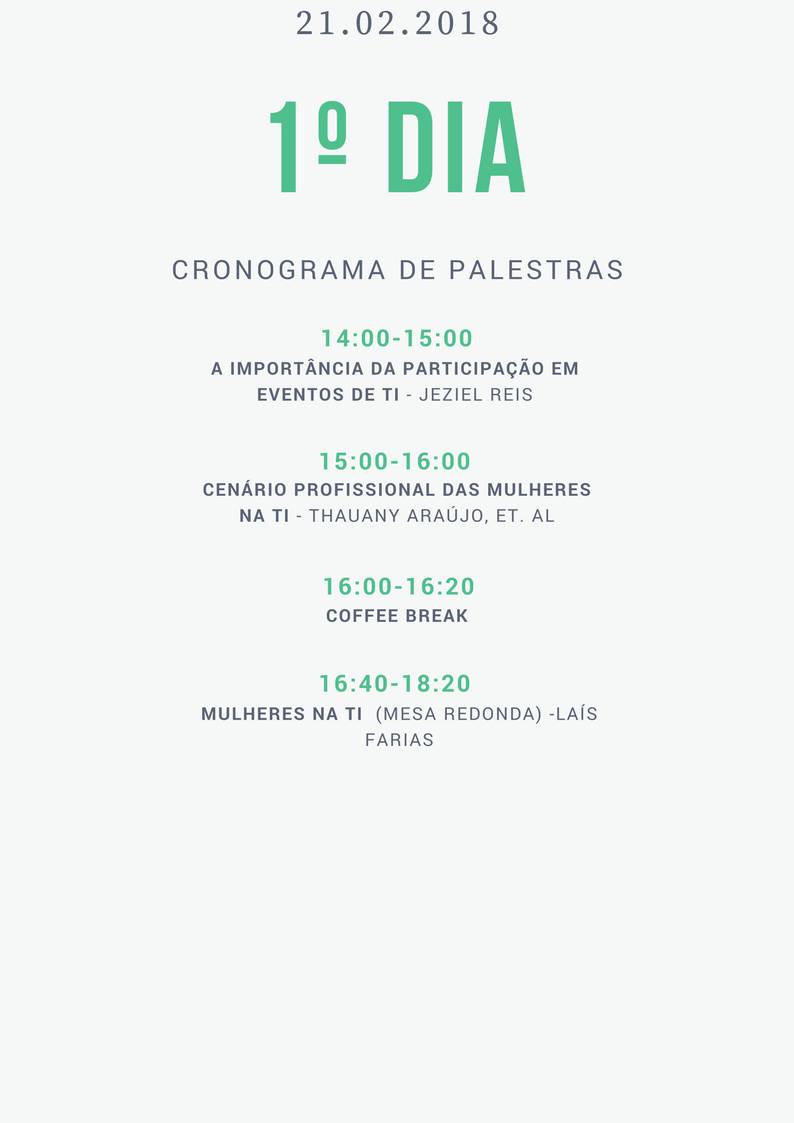 21.02.2018
1º DIA
CRONOGRAMA DE PALESTRAS
14:00-15:00
A IMPORTÂNCIA DA PARTICIPAÇÃO EM
EVENTOS DE TI - JEZIEL REIS
15:00-16:00
CENÁRIO PROFISSIONAL DAS MULHERES
NA TI - THAUANY ARAÚJO, ET. AL
16:00-16:20
COFFEE BREAK
16:40-18:20
MULHERES NA TI (MESA REDONDA) -LAÍS
FARIAS